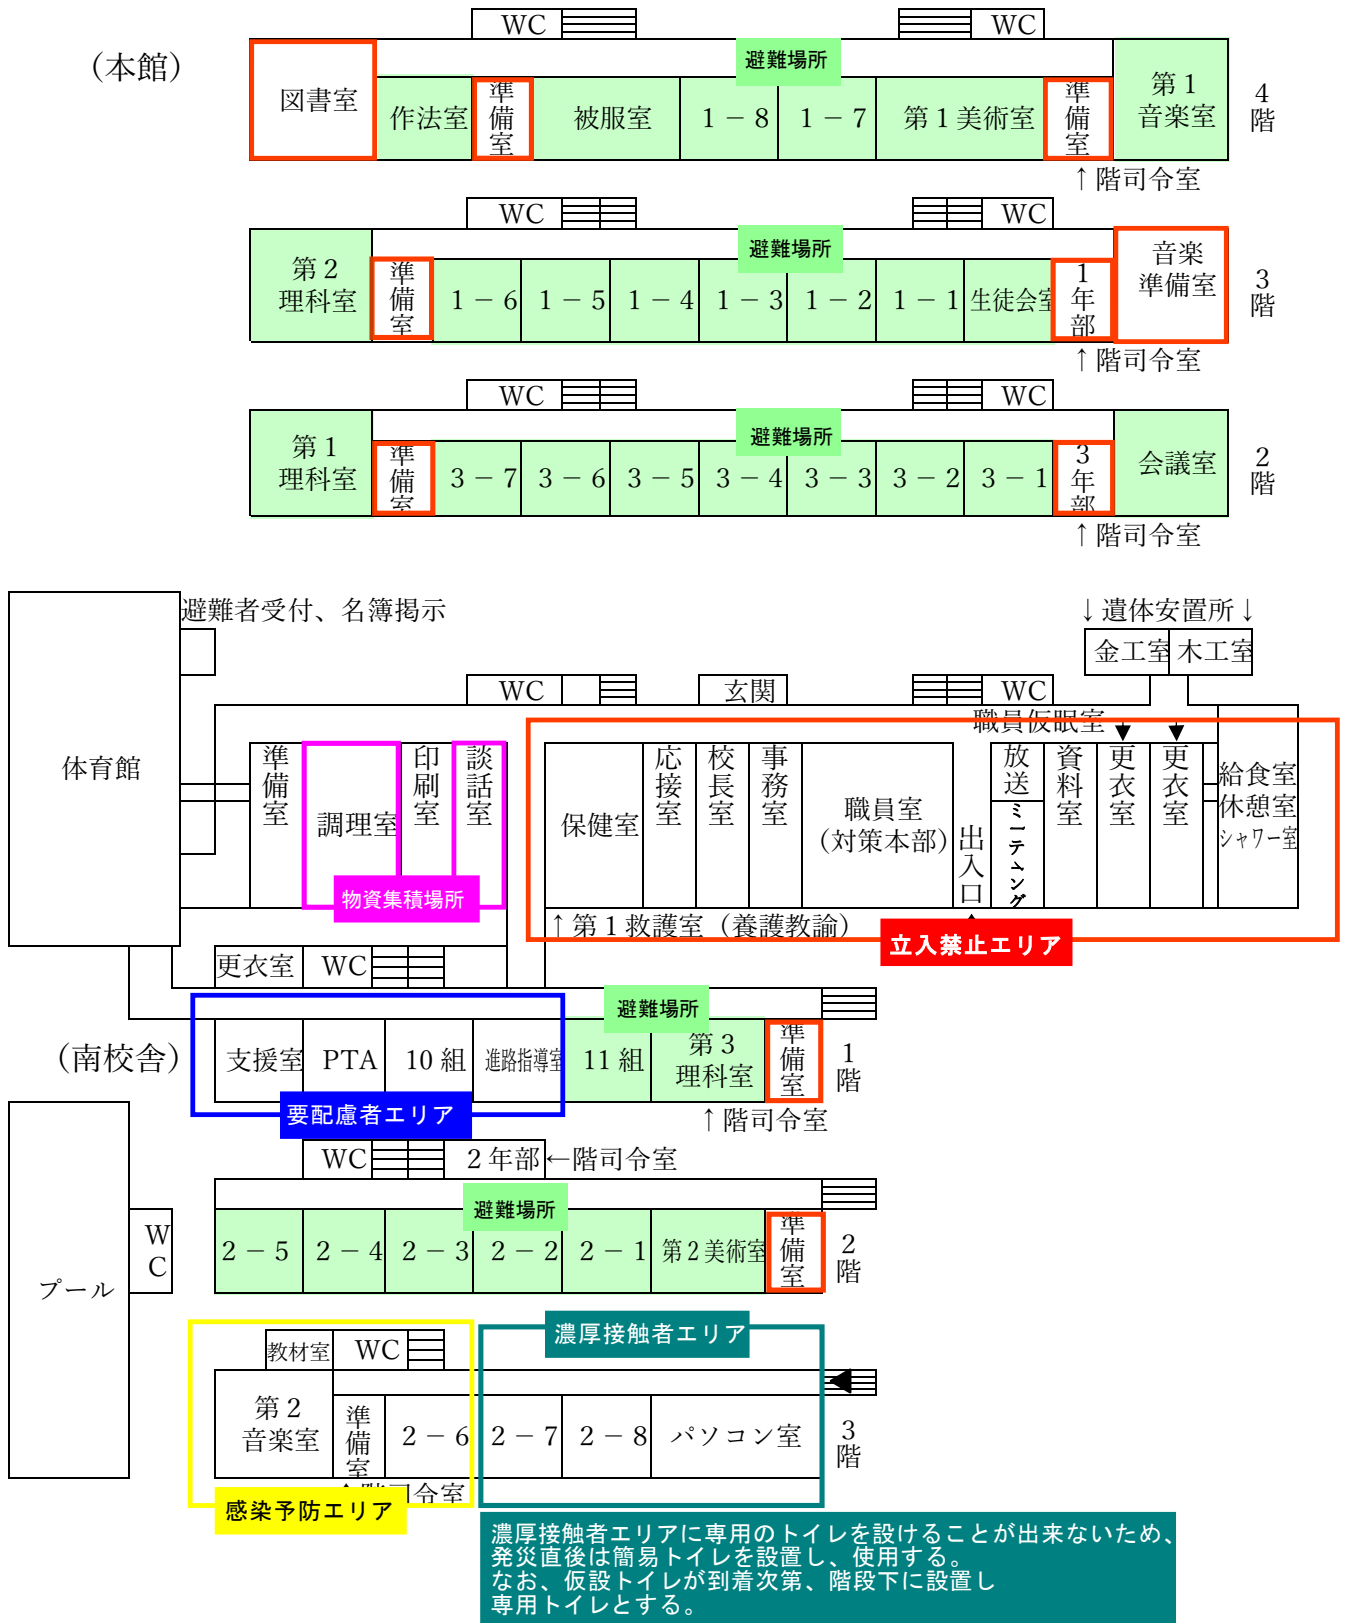 (本館)
WC
WC
避難場所
図書室
作法室
準備室
被服室
1－8
1－7
第1美術室
準備室
第1
音楽室
4階
↑階司令室
WC
WC
避難場所
第2
理科室
準備室
1－6
1－5
1－4
1－3
1－2
1－1
生徒会室
1年部
音楽
準備室
3階
↑階司令室
WC
WC
避難場所
第1
理科室
準備室
3－7
3－6
3－5
3－4
3－3
3－2
3－1
3年部
会議室
2階
↑階司令室
避難者受付、名簿掲示
↓遺体安置所↓
金工室
木工室
WC
玄関
WC
職員仮眠室
体育館
準備室
調理室
印刷室
談話室
物資集積場所
保健室
応接室
校長室
事務室
職員室
(対策本部)
出入口
放送
ミーティング
資料室
更衣室
更衣室
給食室
休憩室
シャワー室
↑第1救護室（養護教諭）
立入禁止エリア
更衣室
WC
避難場所
(南校舎)
支援室
PTA
10組
進路指導室
11組
第3
理科室
準備室
1階
要配慮者エリア
↑階司令室
WC
2年部←階司令室
避難場所
2－5
2－4
2－3
2－2
2－1
第2美術室
準備室
2階
プール
WC
濃厚接触者エリア
教材室
WC
第2
音楽室
準備室
2－6
2－7
2－8
パソコン室
3階
↑階司令室
感染予防エリア
濃厚接触者エリアに専用のトイレを設けることが出来ないため、
発災直後は簡易トイレを設置し、使用する。
なお、仮設トイレが到着次第、階段下に設置し
専用トイレとする。